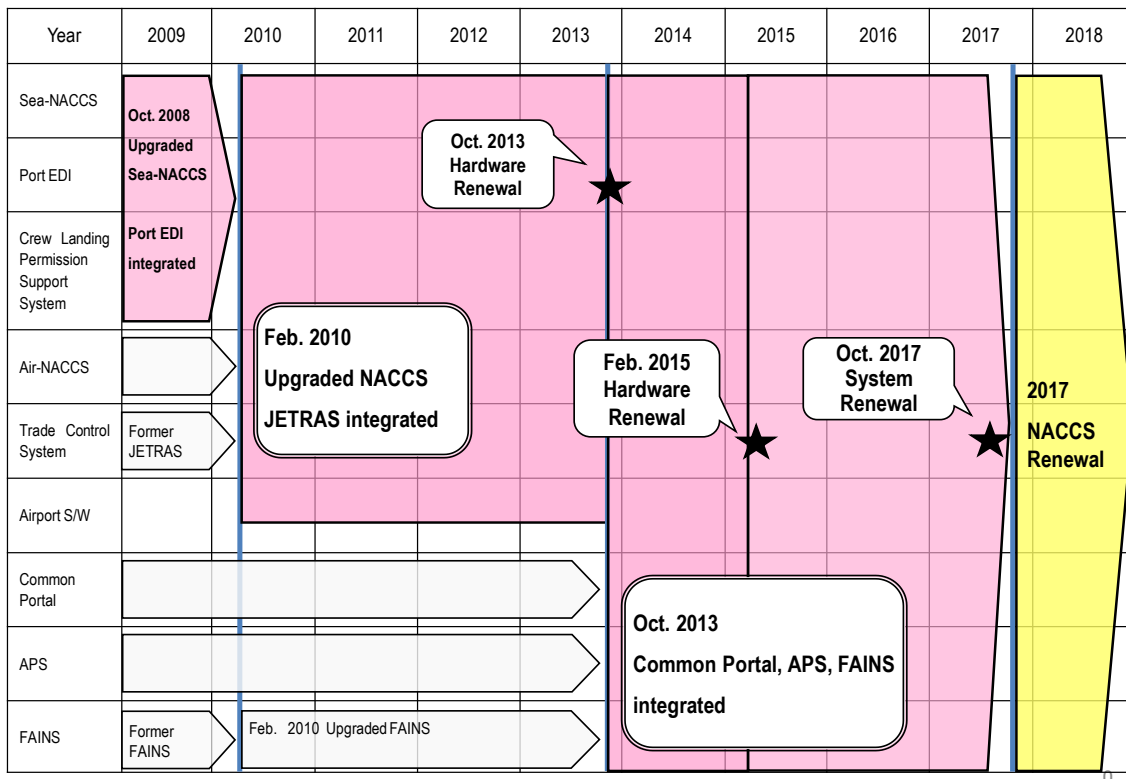 Year 2009 2010 2011 2012 2013 2014 2015 2016 2017 2018
Sea-NACCS
Port EDI
Crew Landing
Permission
Support
System
Air-NACCS
Trade Control
System
Airport S/W
Common
Portal
APS
FAINS
Oct. 2008
Upgraded
Sea-NACCS
Port EDI
integrated
Former
JETRAS
Former
FAINS
Feb. 2010 Upgraded FAINS
Feb. 2010
Upgraded NACCS
JETRAS integrated
Oct. 2013
Hardware
Renewal
Feb. 2015
Hardware
Renewal
Oct. 2017
System
Renewal
Oct. 2013
Common Portal, APS, FAINS
integrated
2017
NACCS
Renewal